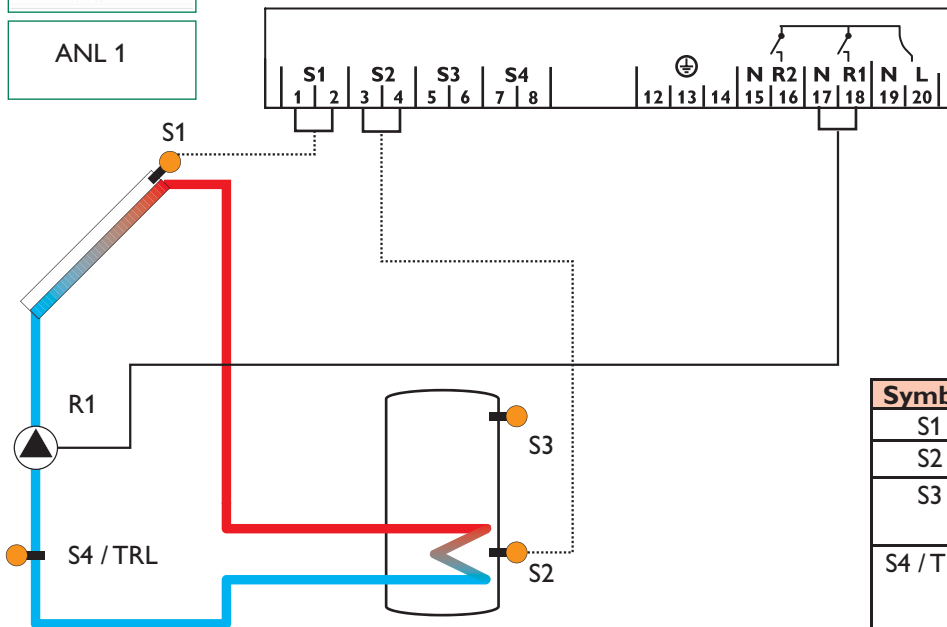 ANL 1
S1 S2 S3 S4 N R2 N R1 N L
1 2 3 4 5 6 7 8 12 13 14 15 16 17 18 19 20
S1
R1
S3
S4 / TRL
S2
Symb
S1
S2
S3
S4 / T